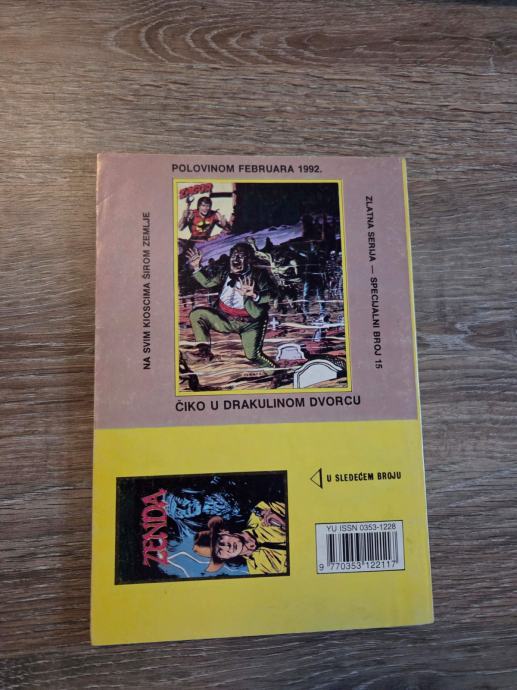 POLOVINOM FEBRUARA 1992.
NA SVIM KIOSCIMA ŠIROM ZEMLJE
ZAGOR
ZLATNA SERIJA — SPECIJALNI BROJ 15
ČIKO U DRAKULINOM DVORCU
ZENDA
U SLEDEĆEM BROJU
YU ISSN 0353-1228
9 770353 122117